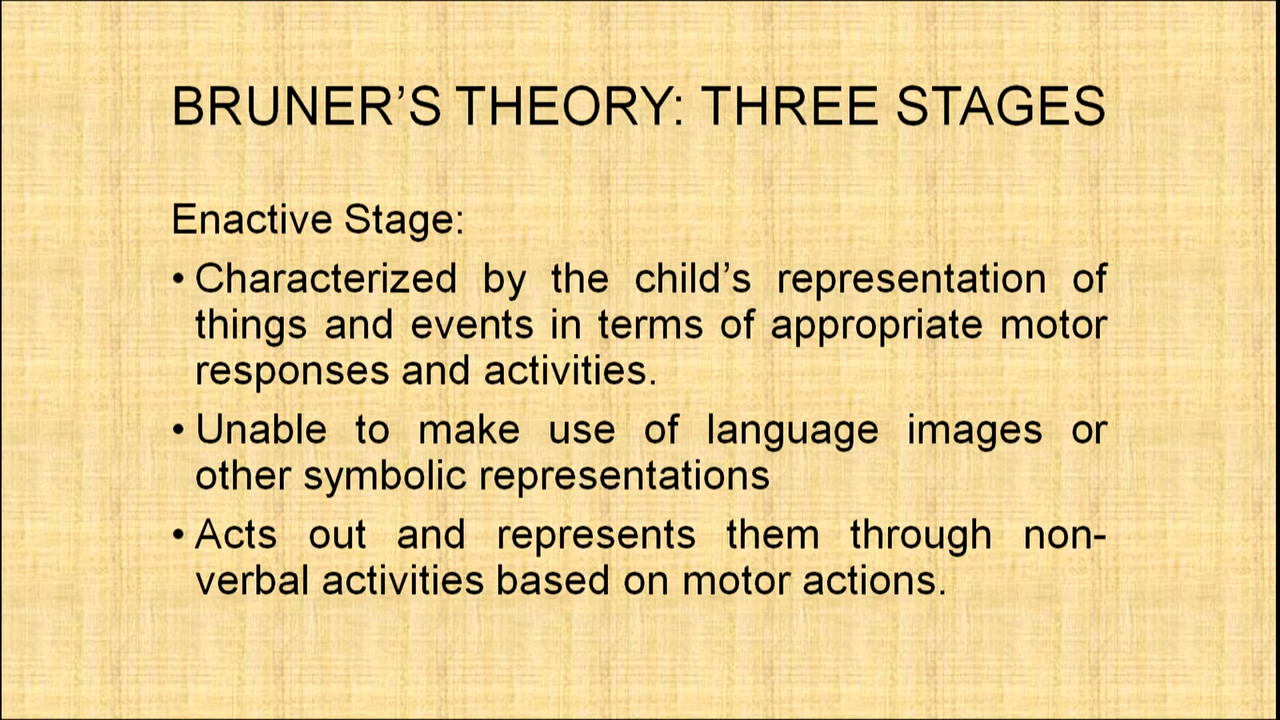 BRUNER’S THEORY: THREE STAGES
Enactive Stage:
• Characterized by the child’s representation of
things and events in terms of appropriate motor
responses and activities.
• Unable to make use of language images or
other symbolic representations
• Acts out and represents them through non-
verbal activities based on motor actions.